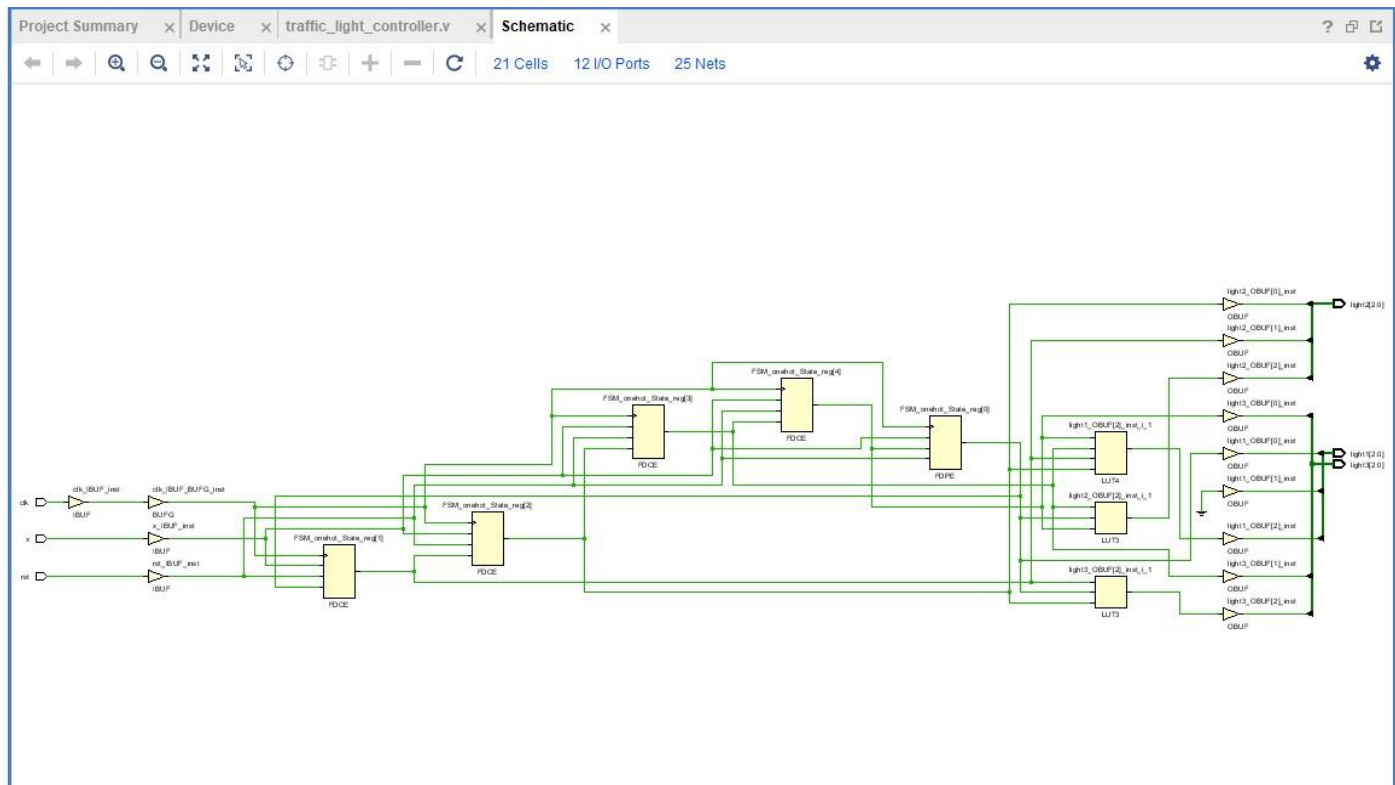 Project Summary × Device × traffic_light_controller.v × Schematic ×
21 Cells 12 I/O Ports 25 Nets
light2_OBUF[0]_inst
OBUF
light2[2:0]
light2_OBUF[1]_inst
OBUF
light2_OBUF[2]_inst
OBUF
FSM_onehot_State_reg[4]
FDCE
FSM_onehot_State_reg[3]
FDCE
FSM_onehot_State_reg[0]
FDPE
light3_OBUF[0]_inst
OBUF
light1_OBUF[2]_inst_i_1
LUT4
light1_OBUF[0]_inst
OBUF
light1[2:0]
light3[2:0]
light1_OBUF[1]_inst
OBUF
clk
clk_IBUF_inst
IBUF
clk_IBUF_BUFG_inst
BUFG
FSM_onehot_State_reg[2]
FDCE
light2_OBUF[2]_inst_i_1
LUT3
light1_OBUF[2]_inst
OBUF
x
x_IBUF_inst
IBUF
FSM_onehot_State_reg[1]
FDCE
rst
rst_IBUF_inst
IBUF
light3_OBUF[2]_inst_i_1
LUT3
light3_OBUF[1]_inst
OBUF
light3_OBUF[2]_inst
OBUF